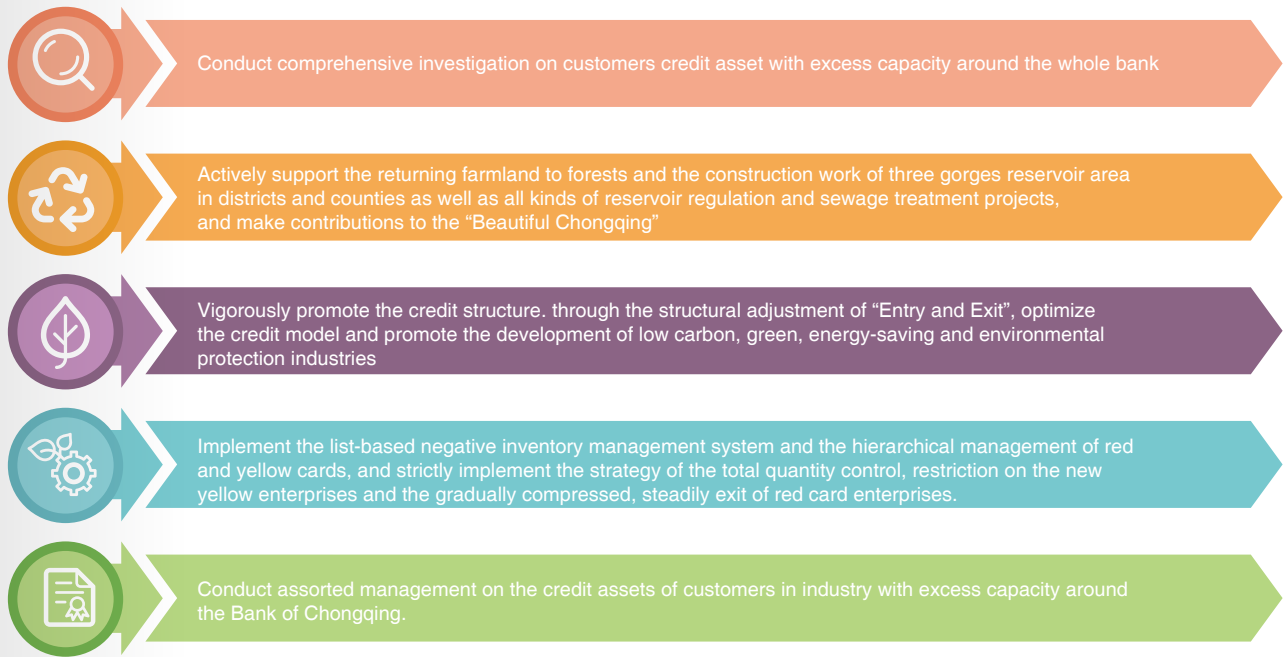 Conduct comprehensive investigation on customers credit asset with excess capacity around the whole bank
Actively support the returning farmland to forests and the construction work of three gorges reservoir area
in districts and counties as well as all kinds of reservoir regulation and sewage treatment projects,
and make contributions to the “Beautiful Chongqing”
Vigorously promote the credit structure. through the structural adjustment of “Entry and Exit”, optimize
the credit model and promote the development of low carbon, green, energy-saving and environmental
protection industries
Implement the list-based negative inventory management system and the hierarchical management of red
and yellow cards, and strictly implement the strategy of the total quantity control, restriction on the new
yellow enterprises and the gradually compressed, steadily exit of red card enterprises.
Conduct assorted management on the credit assets of customers in industry with excess capacity around
the Bank of Chongqing.